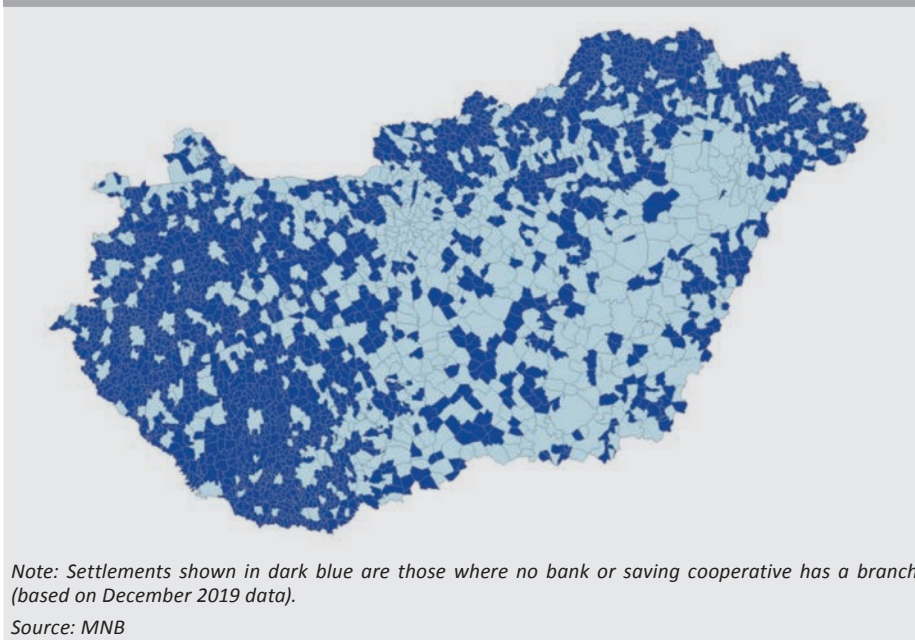 Note: Settlements shown in dark blue are those where no bank or saving cooperative has a branch
(based on December 2019 data).
Source: MNB